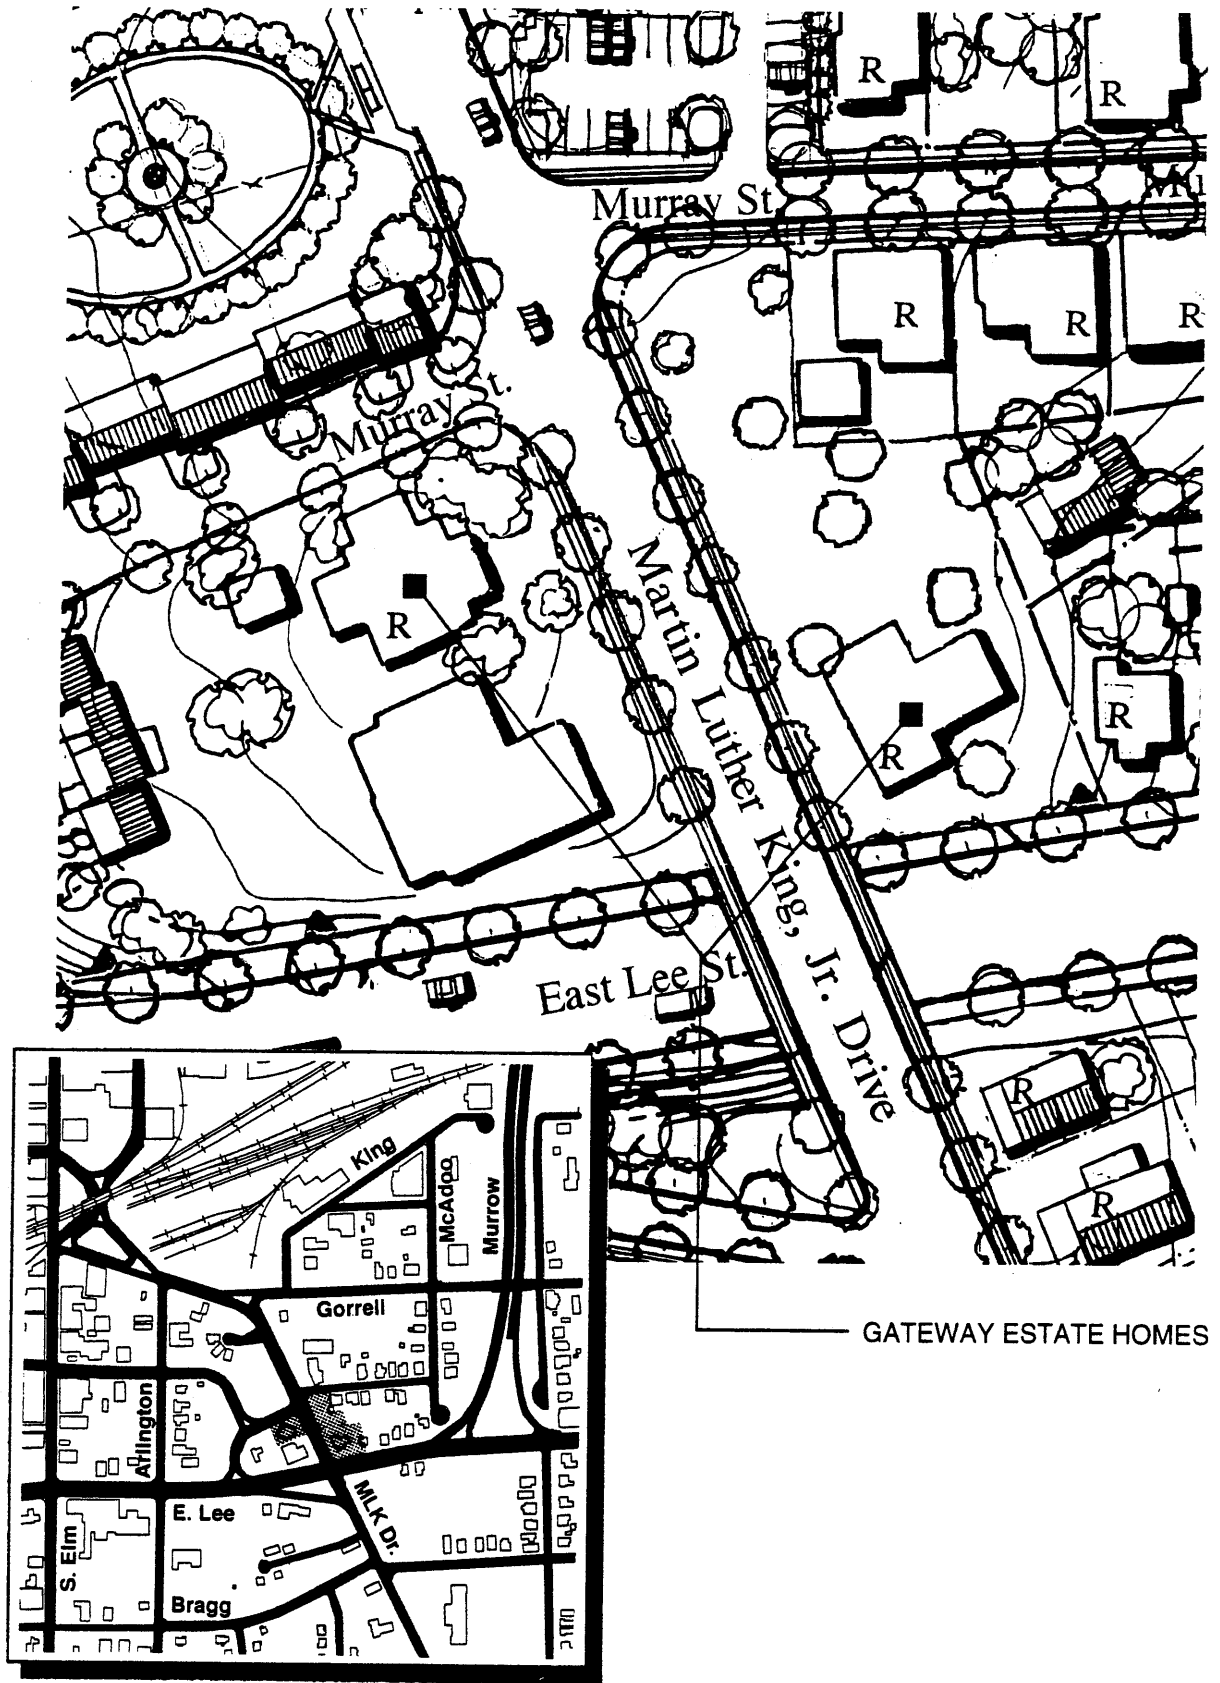 R
R
Murray St.
Mu
R
R
R
Murray St.
R
Martin Luther King, Jr. Drive
R
R
East Lee St.
R
R
King
McAdoo
Murrow
Gorrell
GATEWAY ESTATE HOMES
Arlington
E. Lee
MLK Dr.
S. Elm
Bragg